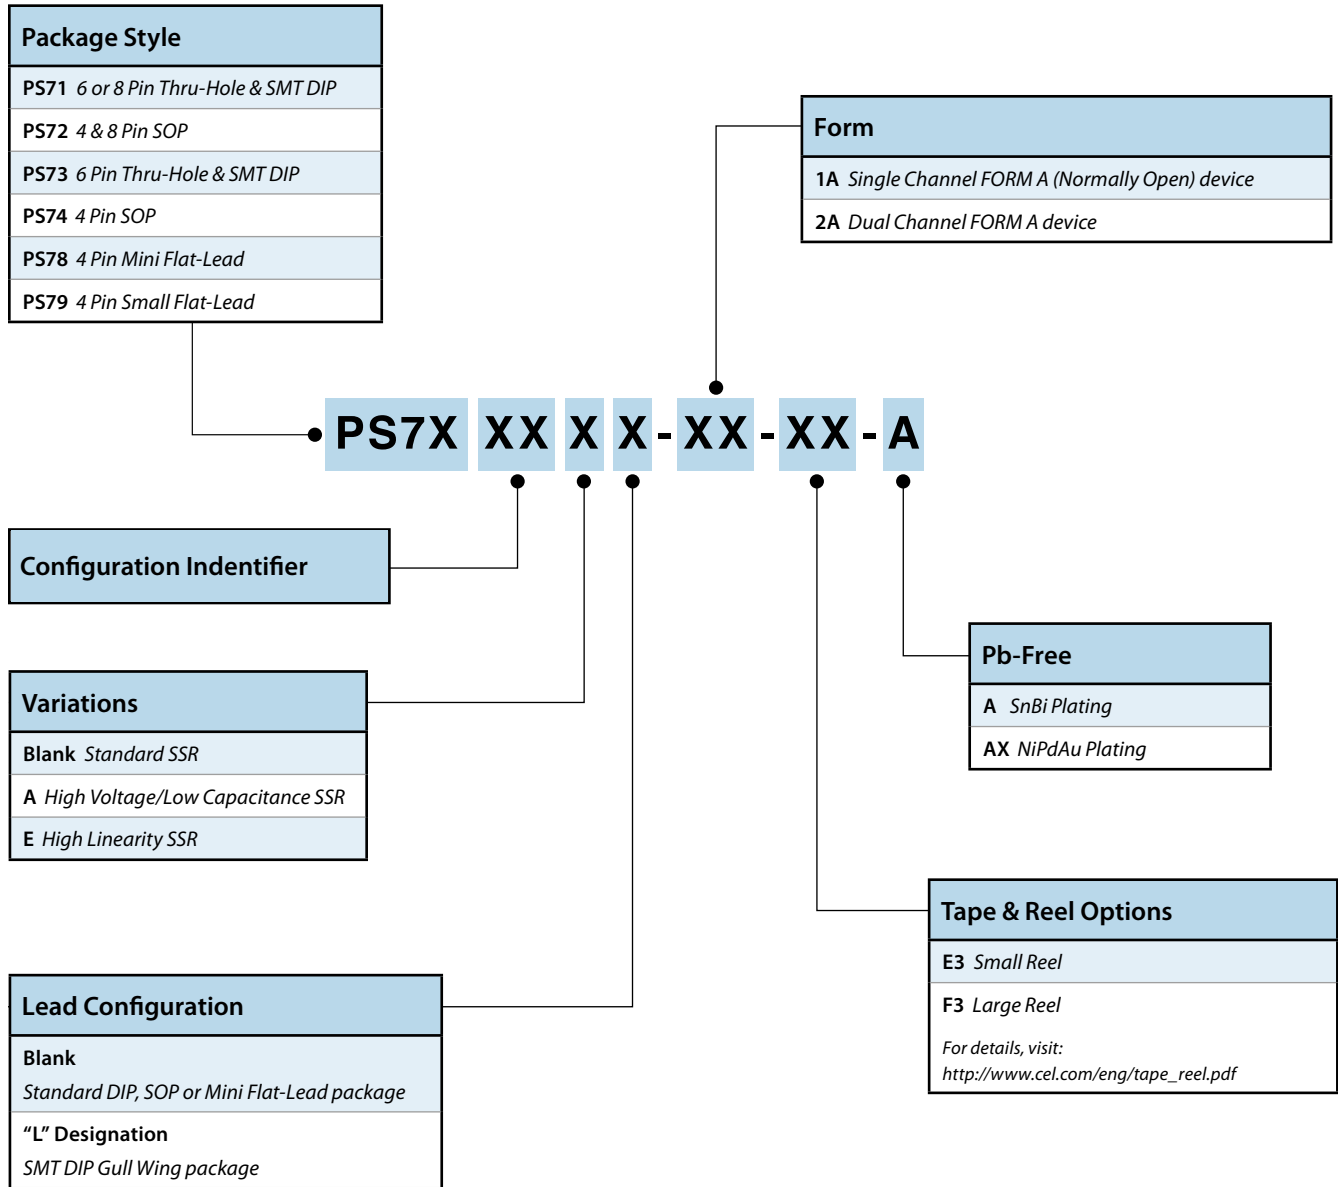 Package Style
PS71 6 or 8 Pin Thru-Hole & SMT DIP
PS72 4 & 8 Pin SOP
PS73 6 Pin Thru-Hole & SMT DIP
PS74 4 Pin SOP
PS78 4 Pin Mini Flat-Lead
PS79 4 Pin Small Flat-Lead
Form
1A Single Channel FORM A (Normally Open) device
2A Dual Channel FORM A device
PS7X XX X X - XX - XX - A
Configuration Indentifier
Variations
Blank Standard SSR
A High Voltage/Low Capacitance SSR
E High Linearity SSR
Pb-Free
A SnBi Plating
AX NiPdAu Plating
Tape & Reel Options
E3 Small Reel
F3 Large Reel
For details, visit:
http://www.cel.com/eng/tape_reel.pdf
Lead Configuration
Blank
Standard DIP, SOP or Mini Flat-Lead package
“L” Designation
SMT DIP Gull Wing package